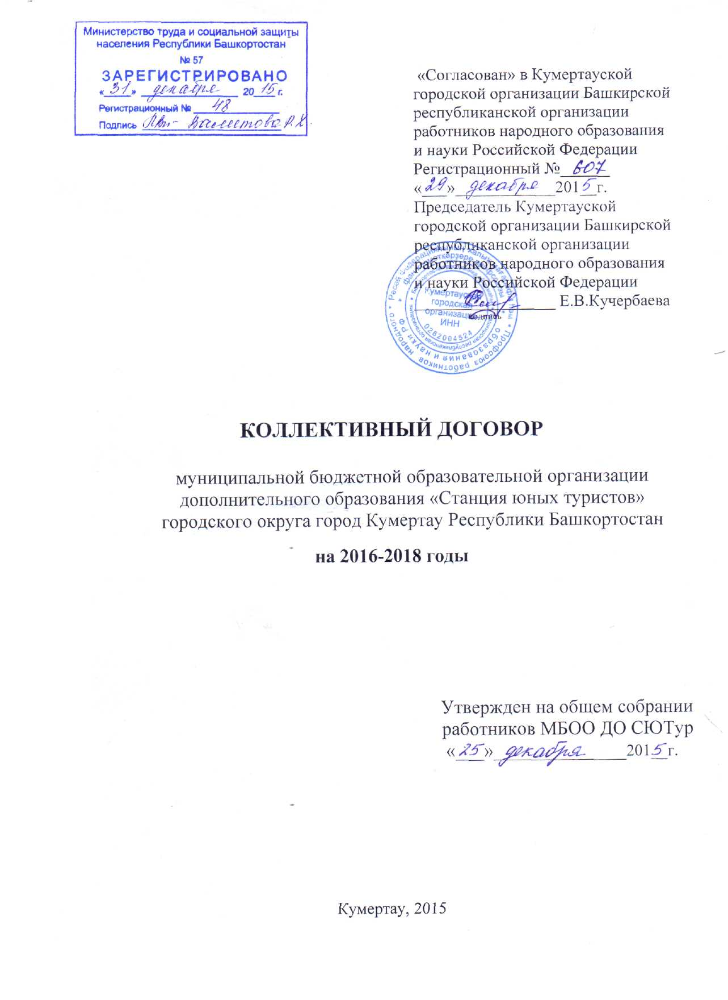 Министерство труда и социальной защиты
населения Республики Башкортостан
№ 57
ЗАРЕГИСТРИРОВАНО
«31» декабря 2015 г.
Регистрационный № 48
Подпись Валитова Р.Х.
«Согласован» в Кумертауской
городской организации Башкирской
республиканской организации
работников народного образования
и науки Российской Федерации
Регистрационный № 607
«29» декабря 2015 г.
Председатель Кумертауской
городской организации Башкирской
республиканской организации
работников народного образования
и науки Российской Федерации
Е.В.Кучербаева
подпись
Кумертауская
городская
организация
ИНН
0262004524
Профсоюз работников народного
образования и науки РФ
КОЛЛЕКТИВНЫЙ ДОГОВОР
муниципальной бюджетной образовательной организации
дополнительного образования «Станция юных туристов»
городского округа город Кумертау Республики Башкортостан
на 2016-2018 годы
Утвержден на общем собрании
работников МБОО ДО СЮТур
«25» декабря 2015 г.
Кумертау, 2015